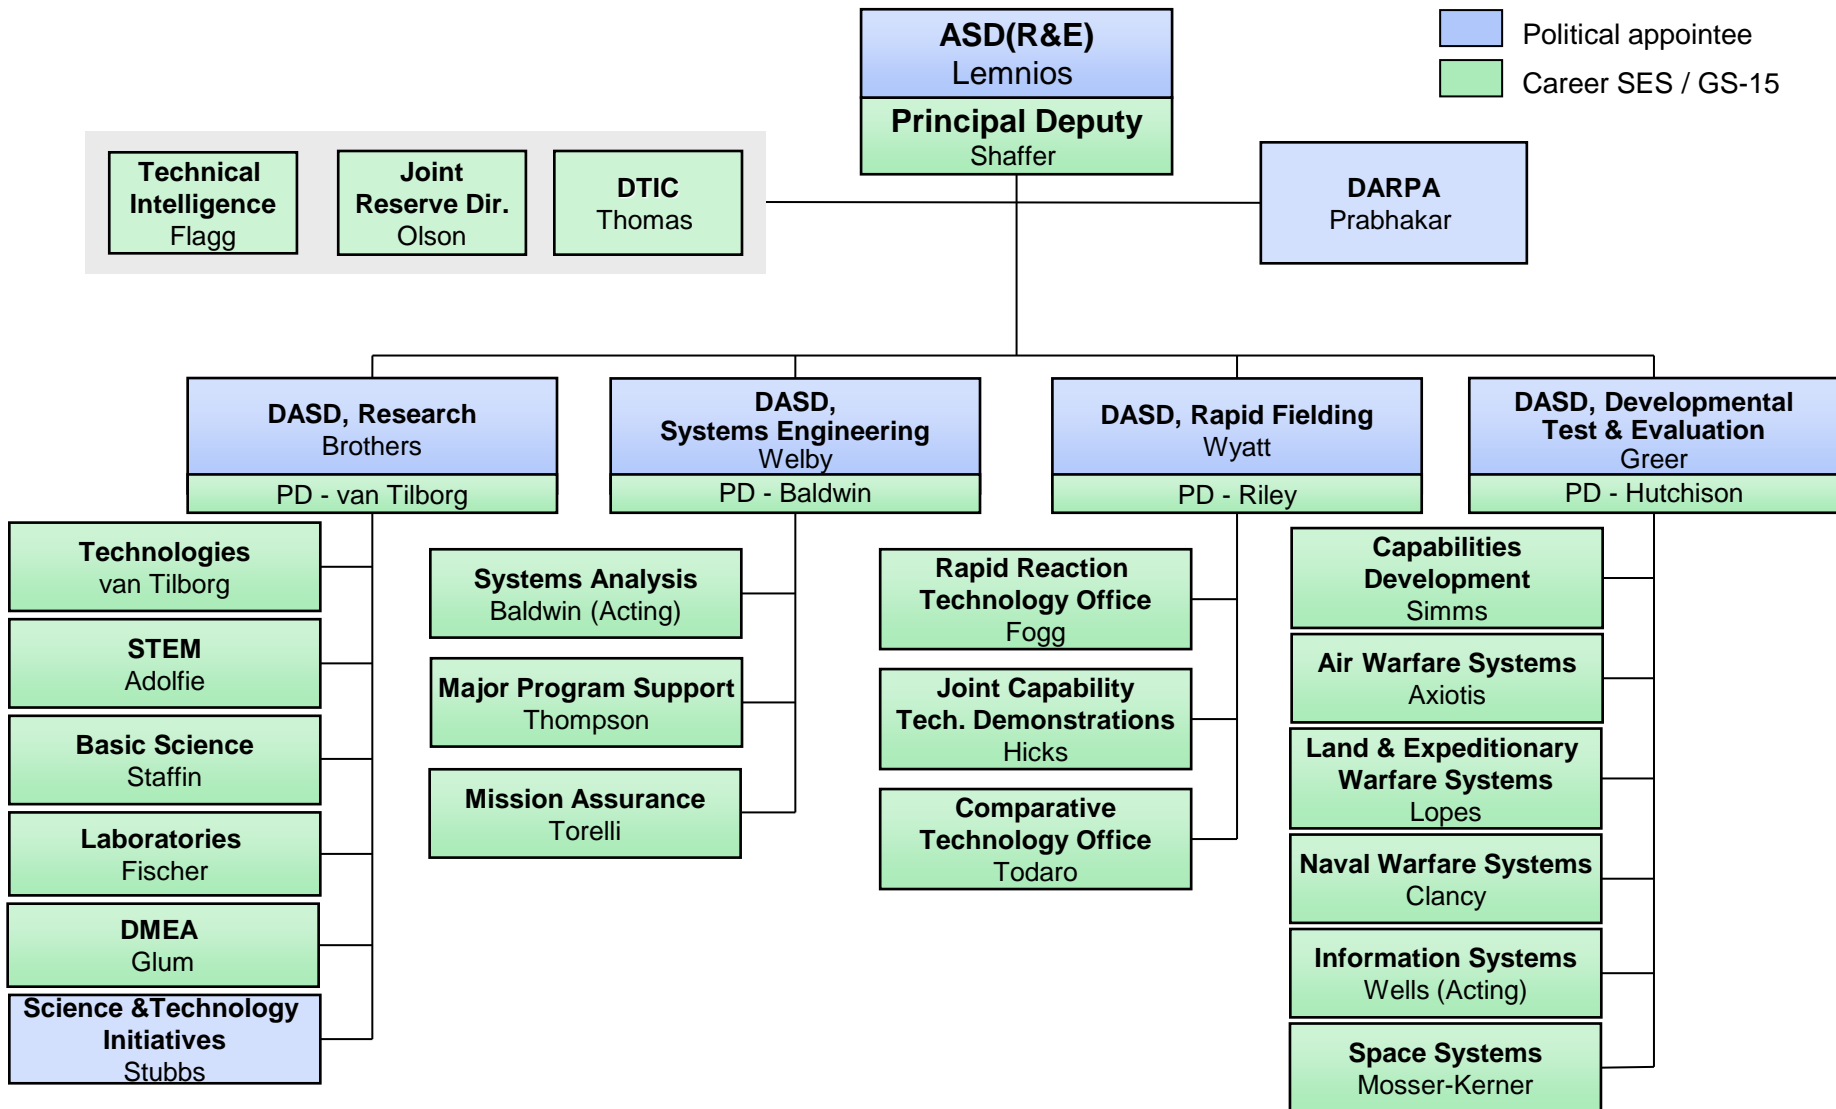 ASD(R&E)
Lemnios
Principal Deputy
Shaffer
Political appointee
Career SES / GS-15
Technical
Intelligence
Flagg
Joint
Reserve Dir.
Olson
DTIC
Thomas
DARPA
Prabhakar
DASD, Research
Brothers
PD - van Tilborg
DASD,
Systems Engineering
Welby
PD - Baldwin
DASD, Rapid Fielding
Wyatt
PD - Riley
DASD, Developmental
Test & Evaluation
Greer
PD - Hutchison
Technologies
van Tilborg
STEM
Adolfie
Basic Science
Staffin
Laboratories
Fischer
DMEA
Glum
Science &Technology
Initiatives
Stubbs
Systems Analysis
Baldwin (Acting)
Major Program Support
Thompson
Mission Assurance
Torelli
Rapid Reaction
Technology Office
Fogg
Joint Capability
Tech. Demonstrations
Hicks
Comparative
Technology Office
Todaro
Capabilities
Development
Simms
Air Warfare Systems
Axiotis
Land & Expeditionary
Warfare Systems
Lopes
Naval Warfare Systems
Clancy
Information Systems
Wells (Acting)
Space Systems
Mosser-Kerner